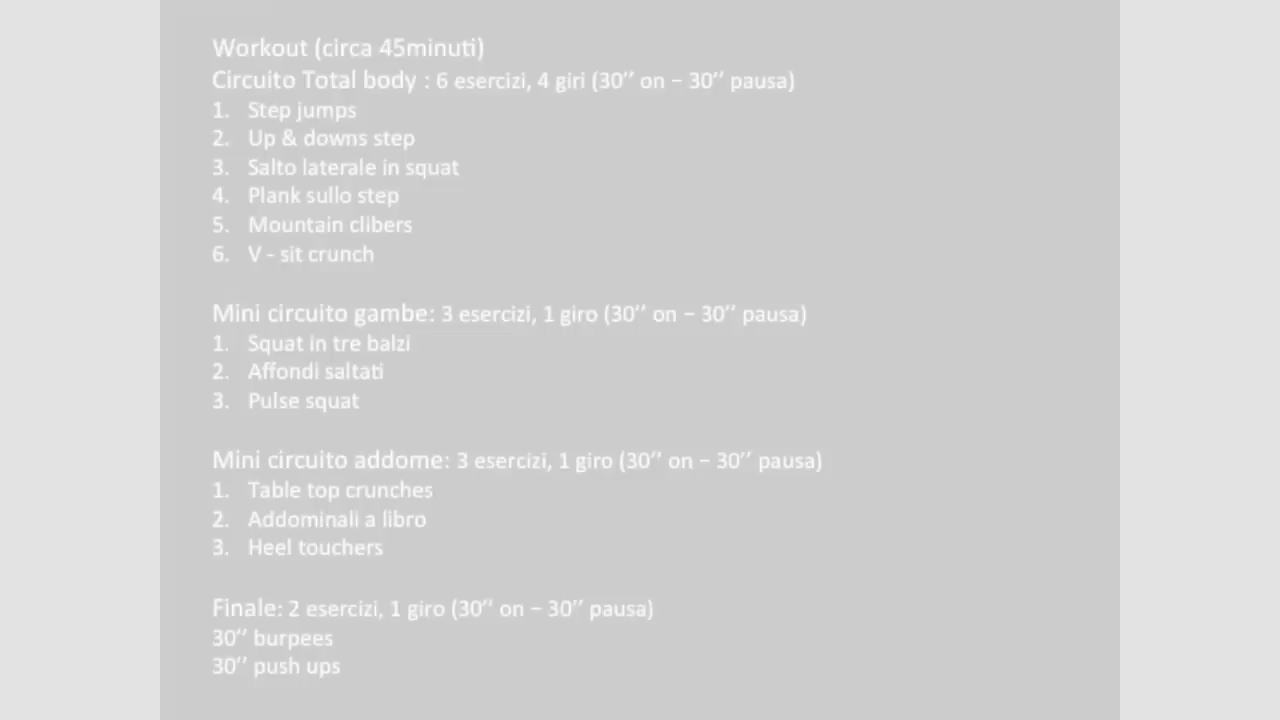 Workout (circa 45minuti)
Circuito Total body : 6 esercizi, 4 giri (30’’ on – 30’’ pausa)
1. Step jumps
2. Up & downs step
3. Salto laterale in squat
4. Plank sullo step
5. Mountain clibers
6. V - sit crunch
Mini circuito gambe: 3 esercizi, 1 giro (30’’ on – 30’’ pausa)
1. Squat in tre balzi
2. Affondi saltati
3. Pulse squat
Mini circuito addome: 3 esercizi, 1 giro (30’’ on – 30’’ pausa)
1. Table top crunches
2. Addominali a libro
3. Heel touchers
Finale: 2 esercizi, 1 giro (30’’ on – 30’’ pausa)
30’’ burpees
30’’ push ups